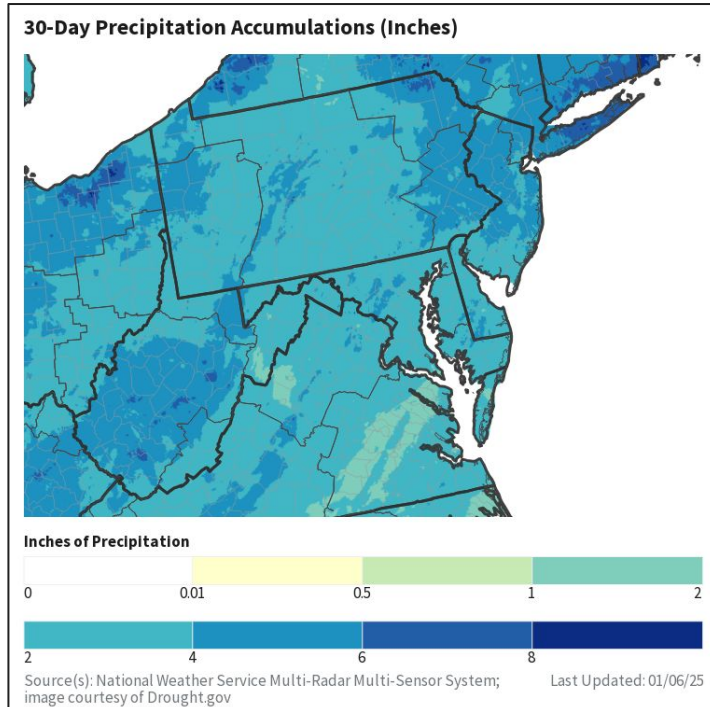 30-Day Precipitation Accumulations (Inches)
Inches of Precipitation
0 0.01 0.5 1 2
2 4 6 8
Source(s): National Weather Service Multi-Radar Multi-Sensor System; Last Updated: 01/06/25
image courtesy of Drought.gov